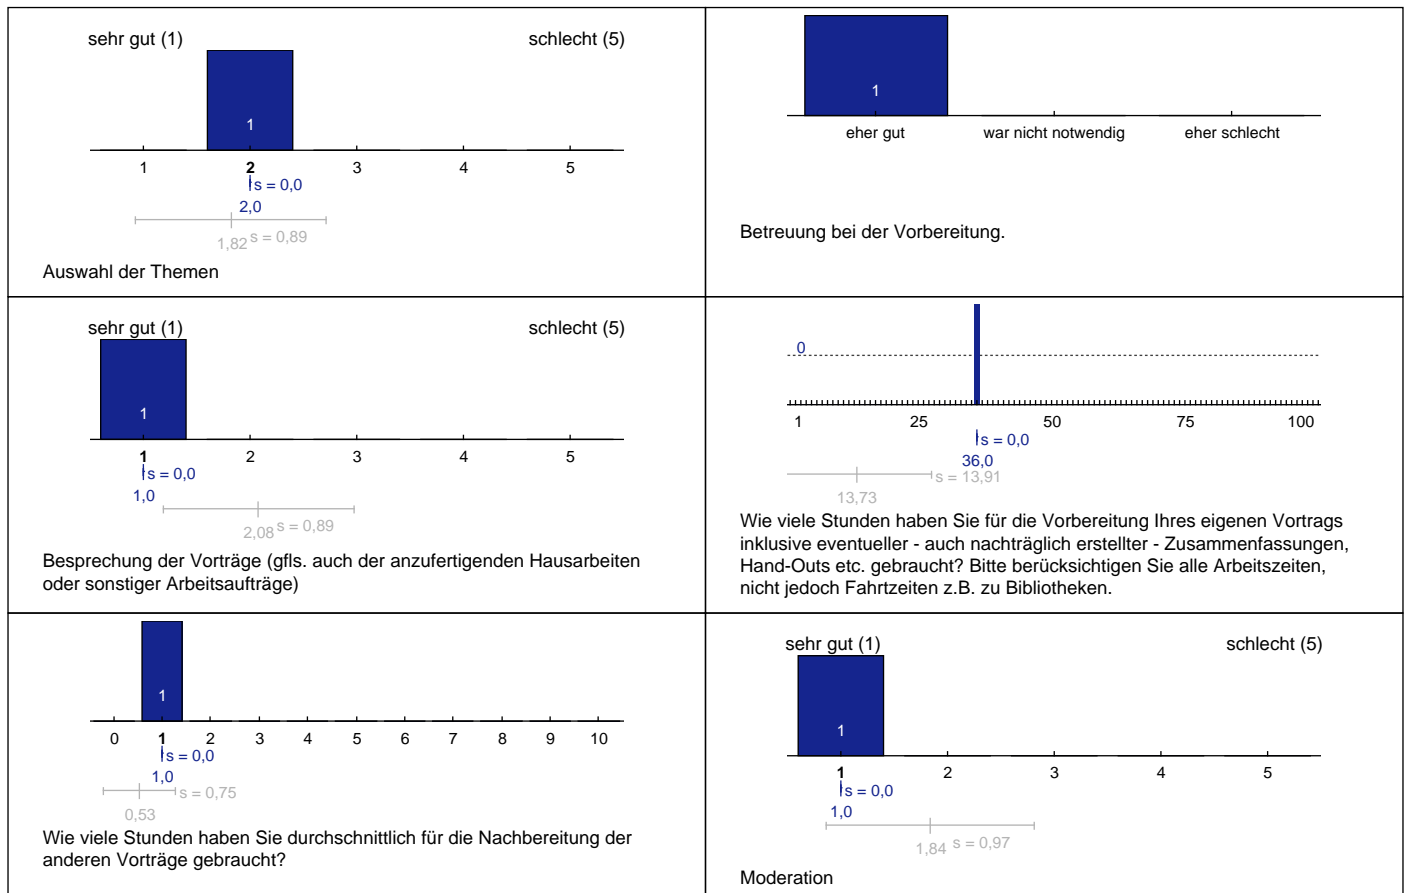 sehr gut (1) schlecht (5)
1
1 2 3 4 5
s = 0,0
2,0
1,82 s = 0,89
Auswahl der Themen
1
eher gut war nicht notwendig eher schlecht
Betreuung bei der Vorbereitung.
sehr gut (1) schlecht (5)
1
1 2 3 4 5
s = 0,0
1,0
2,08 s = 0,89
Besprechung der Vorträge (gfls. auch der anzufertigenden Hausarbeiten
oder sonstiger Arbeitsaufträge)
0
1 25 50 75 100
s = 0,0
36,0
s = 13,91
13,73
Wie viele Stunden haben Sie für die Vorbereitung Ihres eigenen Vortrags
inklusive eventueller - auch nachträglich erstellter - Zusammenfassungen,
Hand-Outs etc. gebraucht? Bitte berücksichtigen Sie alle Arbeitszeiten,
nicht jedoch Fahrtzeiten z.B. zu Bibliotheken.
1
0 1 2 3 4 5 6 7 8 9 10
s = 0,0
1,0
s = 0,75
0,53
Wie viele Stunden haben Sie durchschnittlich für die Nachbereitung der
anderen Vorträge gebraucht?
sehr gut (1) schlecht (5)
1
1 2 3 4 5
s = 0,0
1,0
1,84 s = 0,97
Moderation